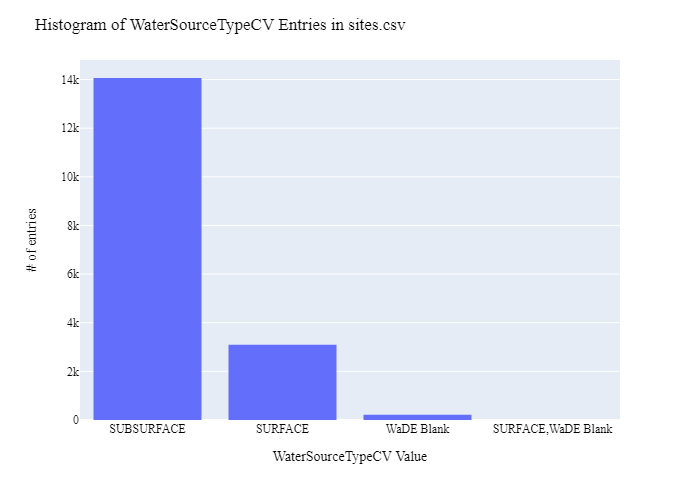 Histogram of WaterSourceTypeCV Entries in sites.csv
# of entries
14k
12k
10k
8k
6k
4k
2k
0
SUBSURFACE SURFACE WaDE Blank SURFACE,WaDE Blank
WaterSourceTypeCV Value